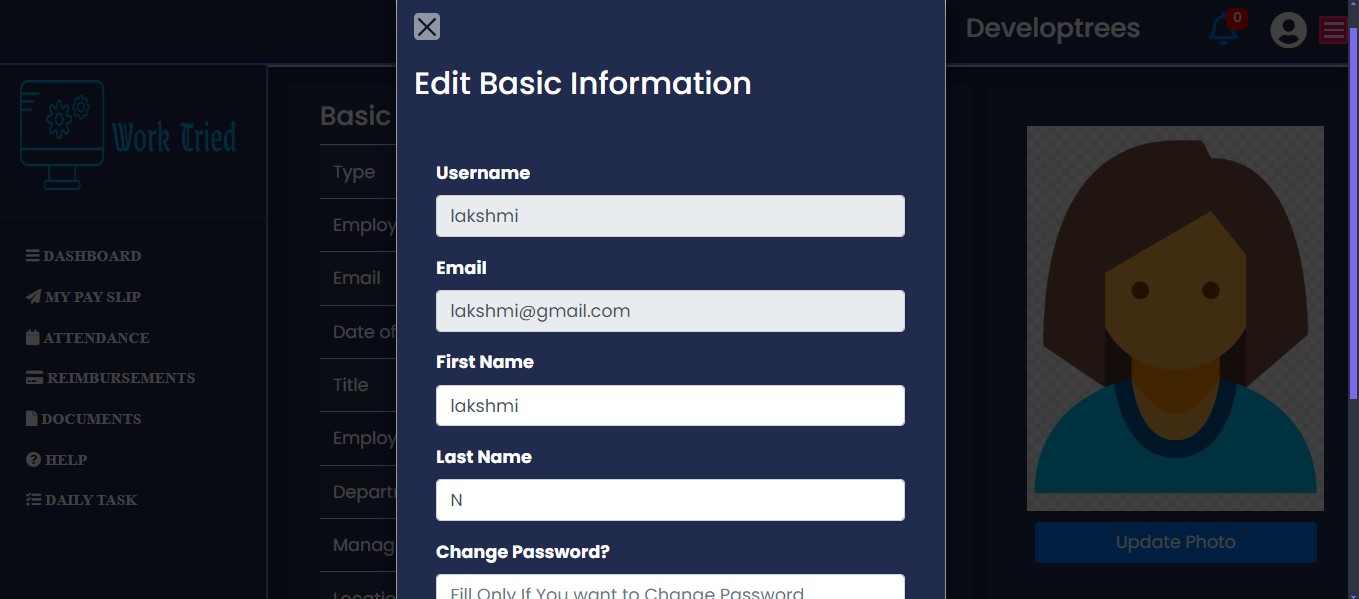 Developtrees
0
Work Tried
DASHBOARD
MY PAY SLIP
ATTENDANCE
REIMBURSEMENTS
DOCUMENTS
HELP
DAILY TASK
Basic
Type
Employ
Email
Date of
Title
Employ
Depart
Manag
Locatio
Edit Basic Information
Username
lakshmi
Email
lakshmi@gmail.com
First Name
lakshmi
Last Name
N
Change Password?
Fill Only If You want to Change Password
Update Photo